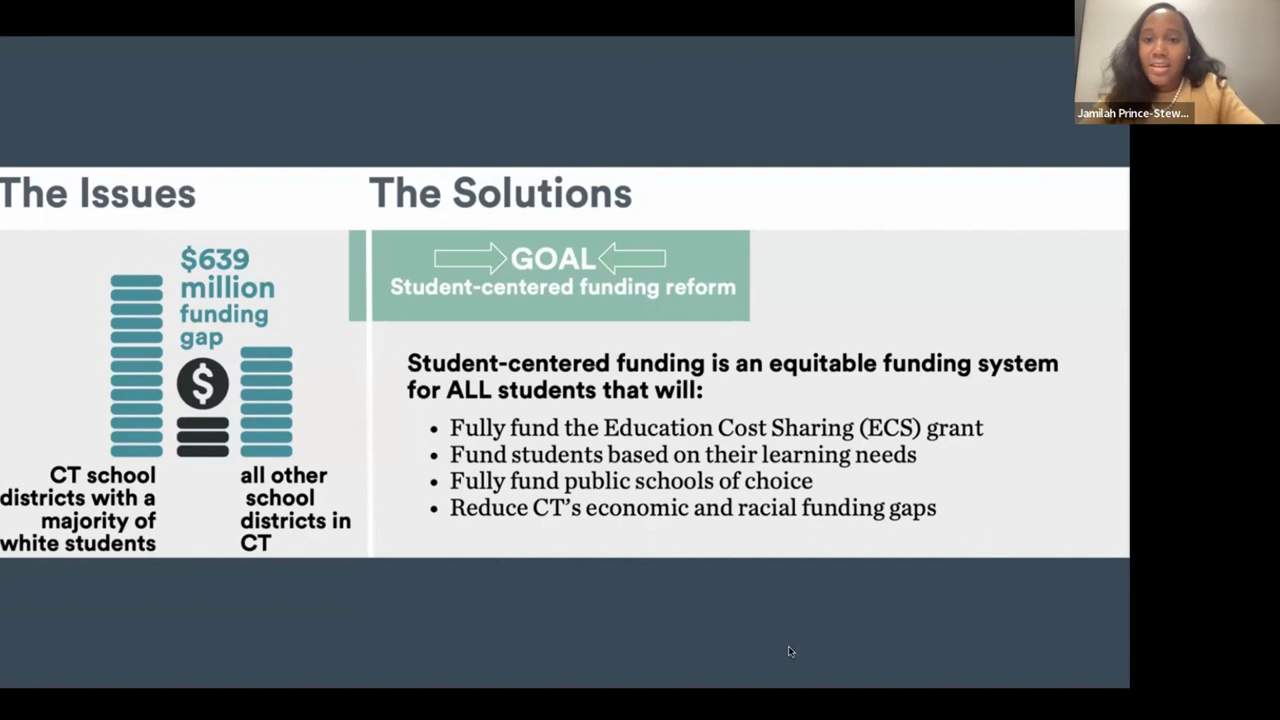 Jamilah Prince-Stew...
The Issues
The Solutions
$639
million
funding
gap
$
CT school
districts with a
majority of
white students
all other
school
districts in
CT
GOAL
Student-centered funding reform
Student-centered funding is an equitable funding system
for ALL students that will:
• Fully fund the Education Cost Sharing (ECS) grant
• Fund students based on their learning needs
• Fully fund public schools of choice
• Reduce CT’s economic and racial funding gaps